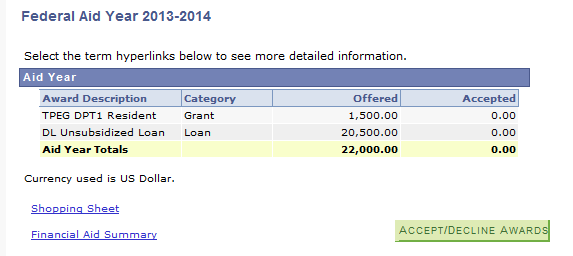 Federal Aid Year 2013-2014
Select the term hyperlinks below to see more detailed information.
Aid Year
Award Description Category Offered Accepted
TPEG DPT1 Resident Grant 1,500.00 0.00
DL Unsubsidized Loan Loan 20,500.00 0.00
Aid Year Totals 22,000.00 0.00
Currency used is US Dollar.
Shopping Sheet
Financial Aid Summary
ACCEPT/DECLINE AWARDS